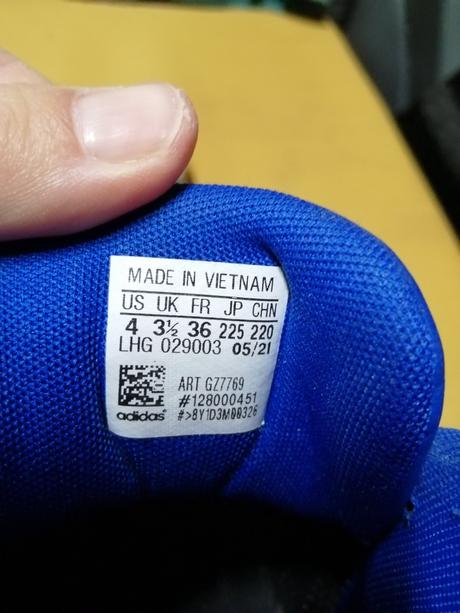 MADE IN VIETNAM
US UK FR JP CHN
4 3½ 36 225 220
LHG 029003 05/21
ART GZ7769
#128000451
adidas #>8Y1D3M00326